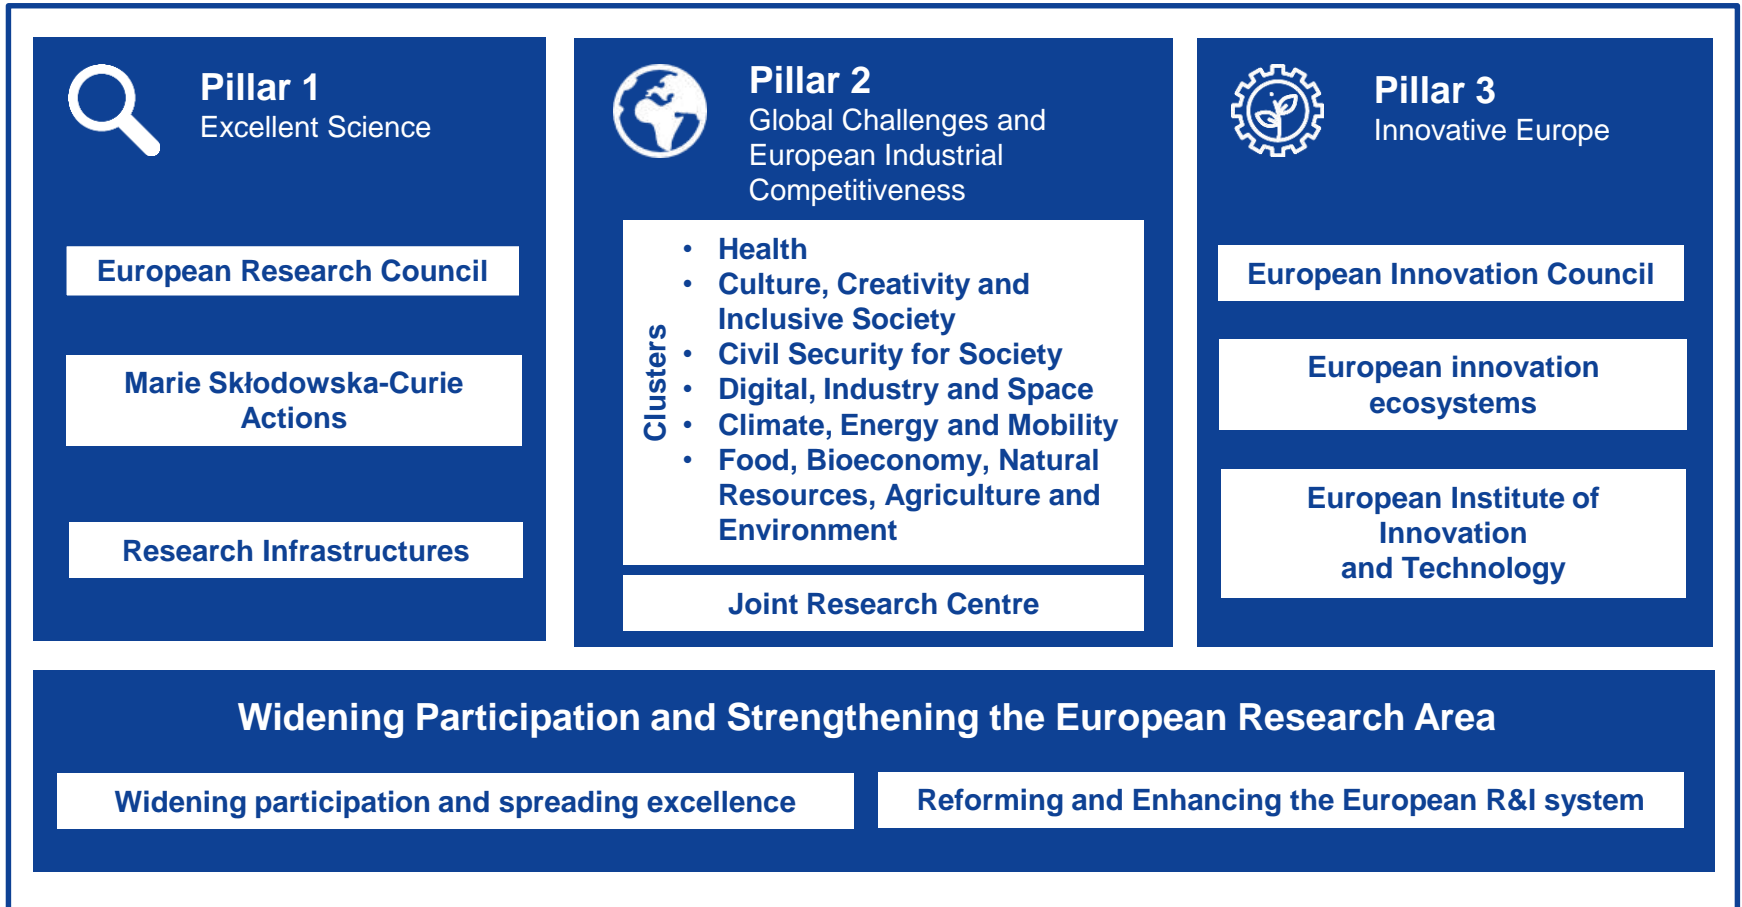 Pillar 1
Excellent Science
European Research Council
Marie Skłodowska-Curie
Actions
Research Infrastructures
Pillar 2
Global Challenges and
European Industrial
Competitiveness
Clusters
• Health
• Culture, Creativity and
Inclusive Society
• Civil Security for Society
• Digital, Industry and Space
• Climate, Energy and Mobility
• Food, Bioeconomy, Natural
Resources, Agriculture and
Environment
Joint Research Centre
Pillar 3
Innovative Europe
European Innovation Council
European innovation
ecosystems
European Institute of
Innovation
and Technology
Widening Participation and Strengthening the European Research Area
Widening participation and spreading excellence
Reforming and Enhancing the European R&I system